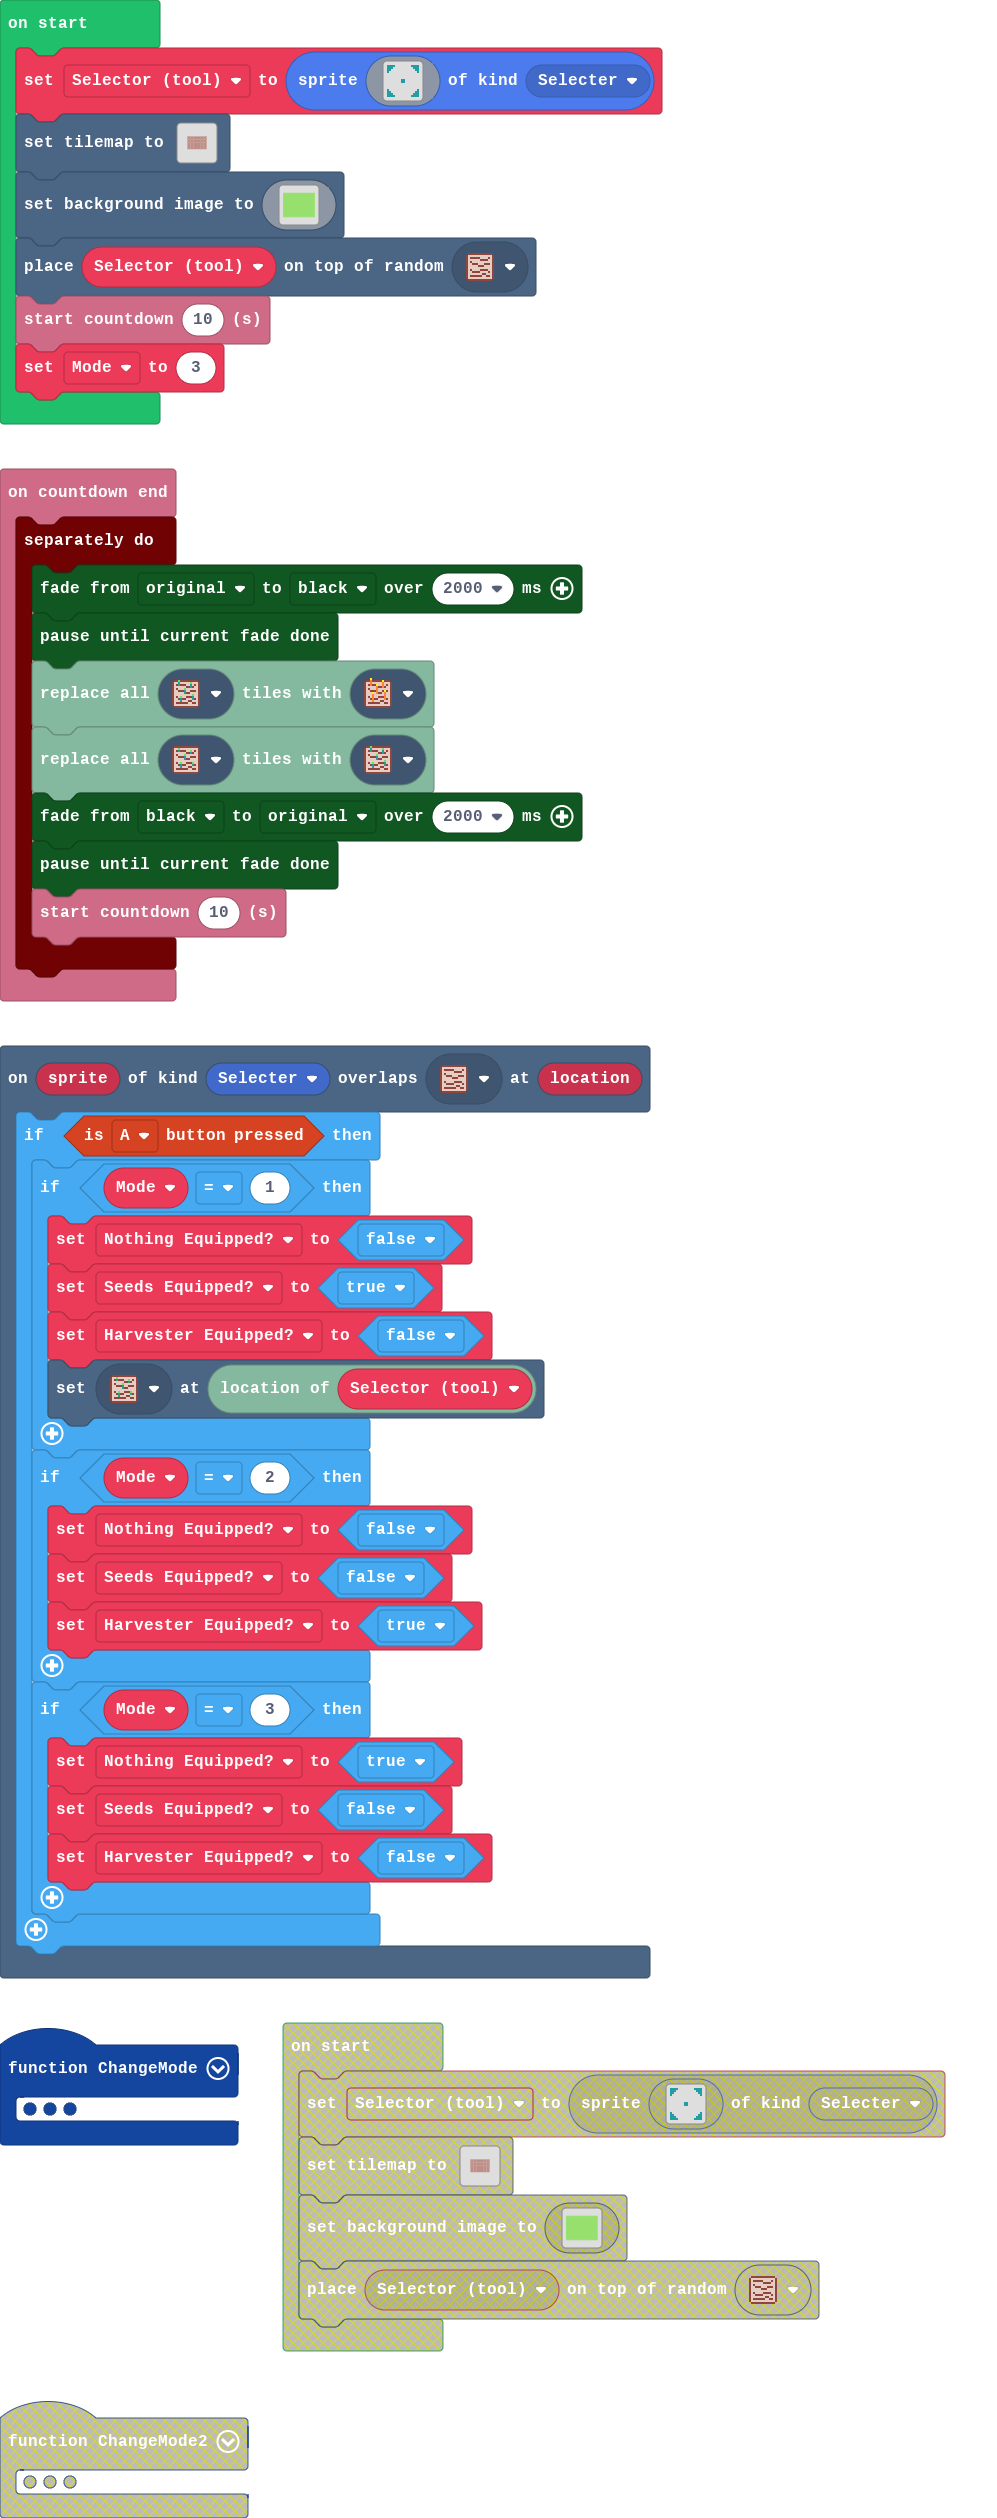 on start
set Selector (tool) to sprite of kind Selecter
set tilemap to
set background image to
place Selector (tool) on top of random
start countdown 10 (s)
set Mode to 3
on countdown end
separately do
fade from original to black over 2000 ms
pause until current fade done
replace all tiles with
replace all tiles with
fade from black to original over 2000 ms
pause until current fade done
start countdown 10 (s)
on sprite of kind Selecter overlaps at location
if is A button pressed then
if Mode = 1 then
set Nothing Equipped? to false
set Seeds Equipped? to true
set Harvester Equipped? to false
set at location of Selector (tool)
if Mode = 2 then
set Nothing Equipped? to false
set Seeds Equipped? to false
set Harvester Equipped? to true
if Mode = 3 then
set Nothing Equipped? to true
set Seeds Equipped? to false
set Harvester Equipped? to false
function ChangeMode
on start
set Selector (tool) to sprite of kind Selecter
set tilemap to
set background image to
place Selector (tool) on top of random
function ChangeMode2